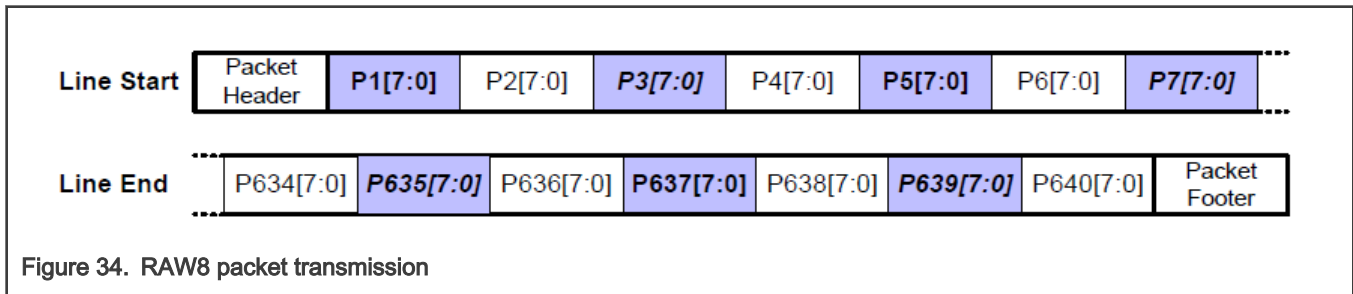 Line Start Packet Header P1[7:0] P2[7:0] P3[7:0] P4[7:0] P5[7:0] P6[7:0] P7[7:0]
Line End P634[7:0] P635[7:0] P636[7:0] P637[7:0] P638[7:0] P639[7:0] P640[7:0] Packet Footer
Figure 34. RAW8 packet transmission